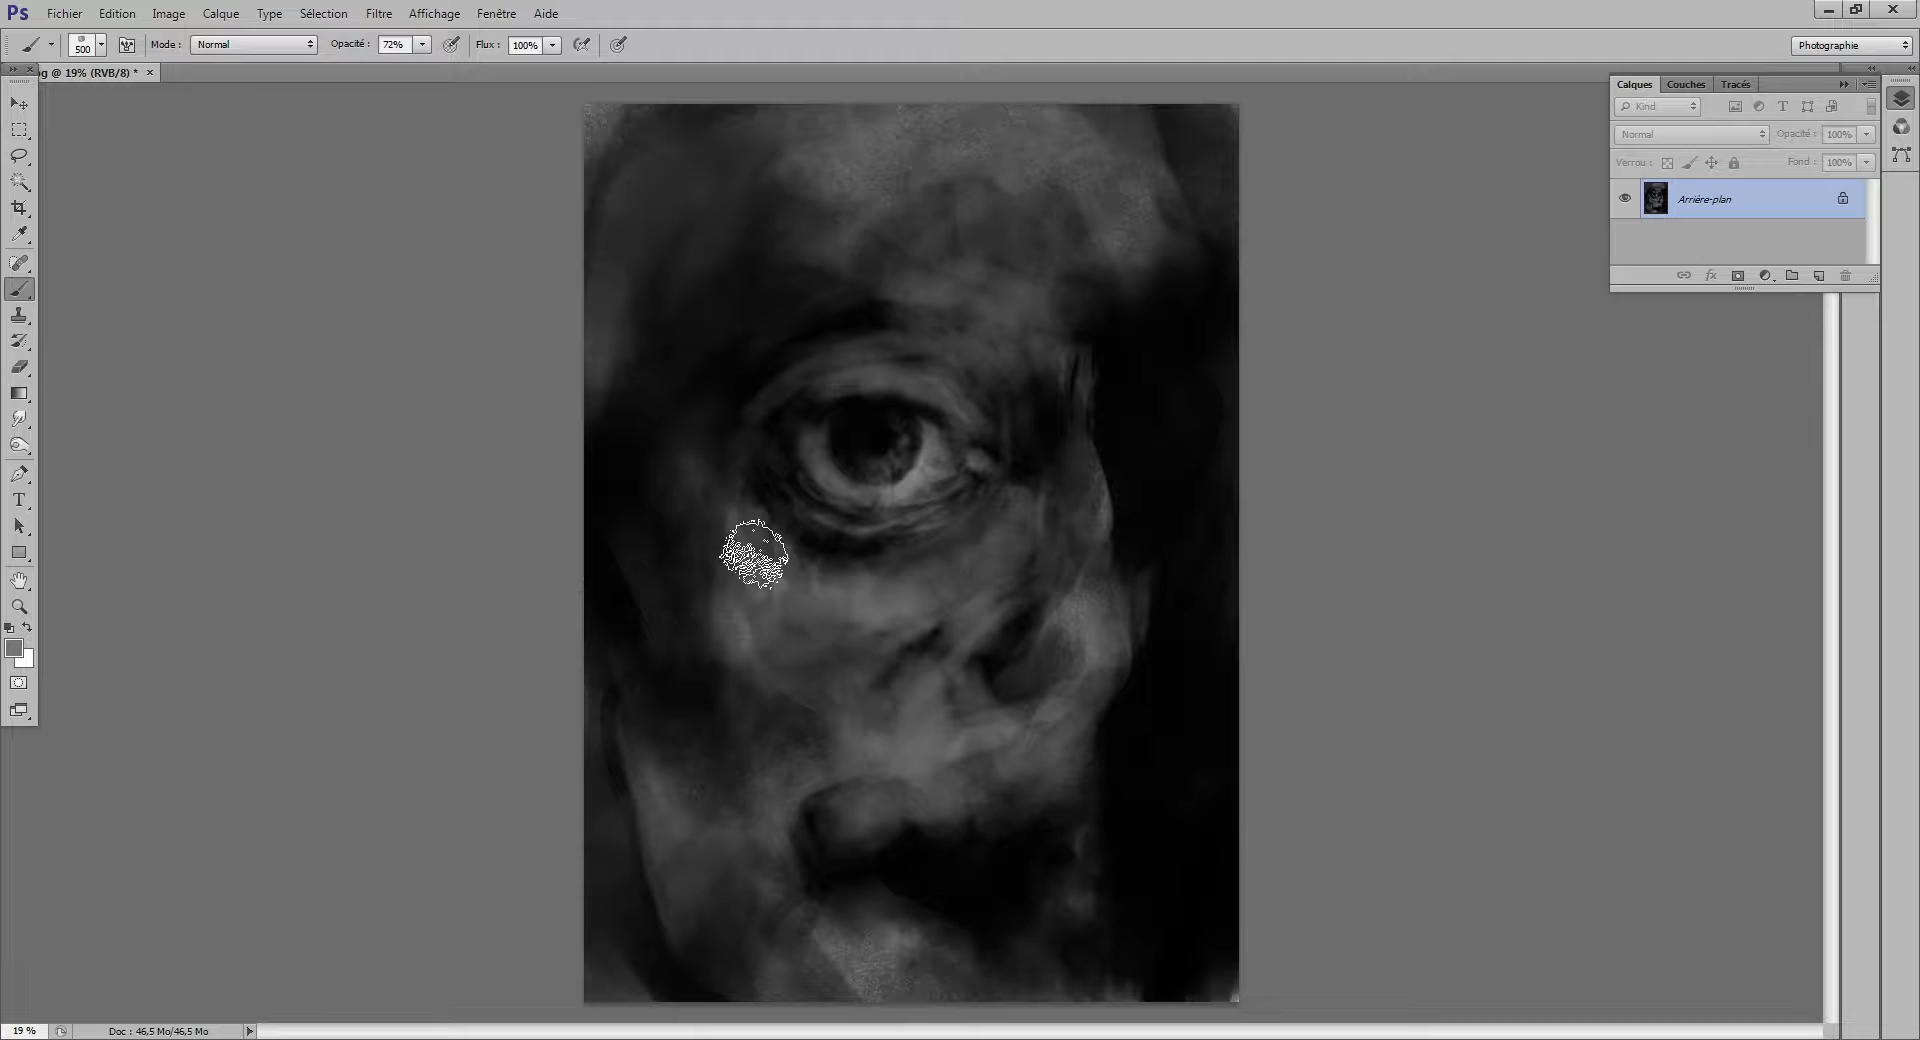 Ps Fichier Edition Image Calque Type Sélection Filtre Affichage Fenêtre Aide
500 Mode : Normal Opacité : 72% Flux : 100% Photographie
og @ 19% (RVB/8) * ×
Calques Couches Tracés
Kind
Normal Opacité : 100%
Verrou : Fond : 100%
Arrière-plan
fx
T
19 % Doc : 46,5 Mo/46,5 Mo